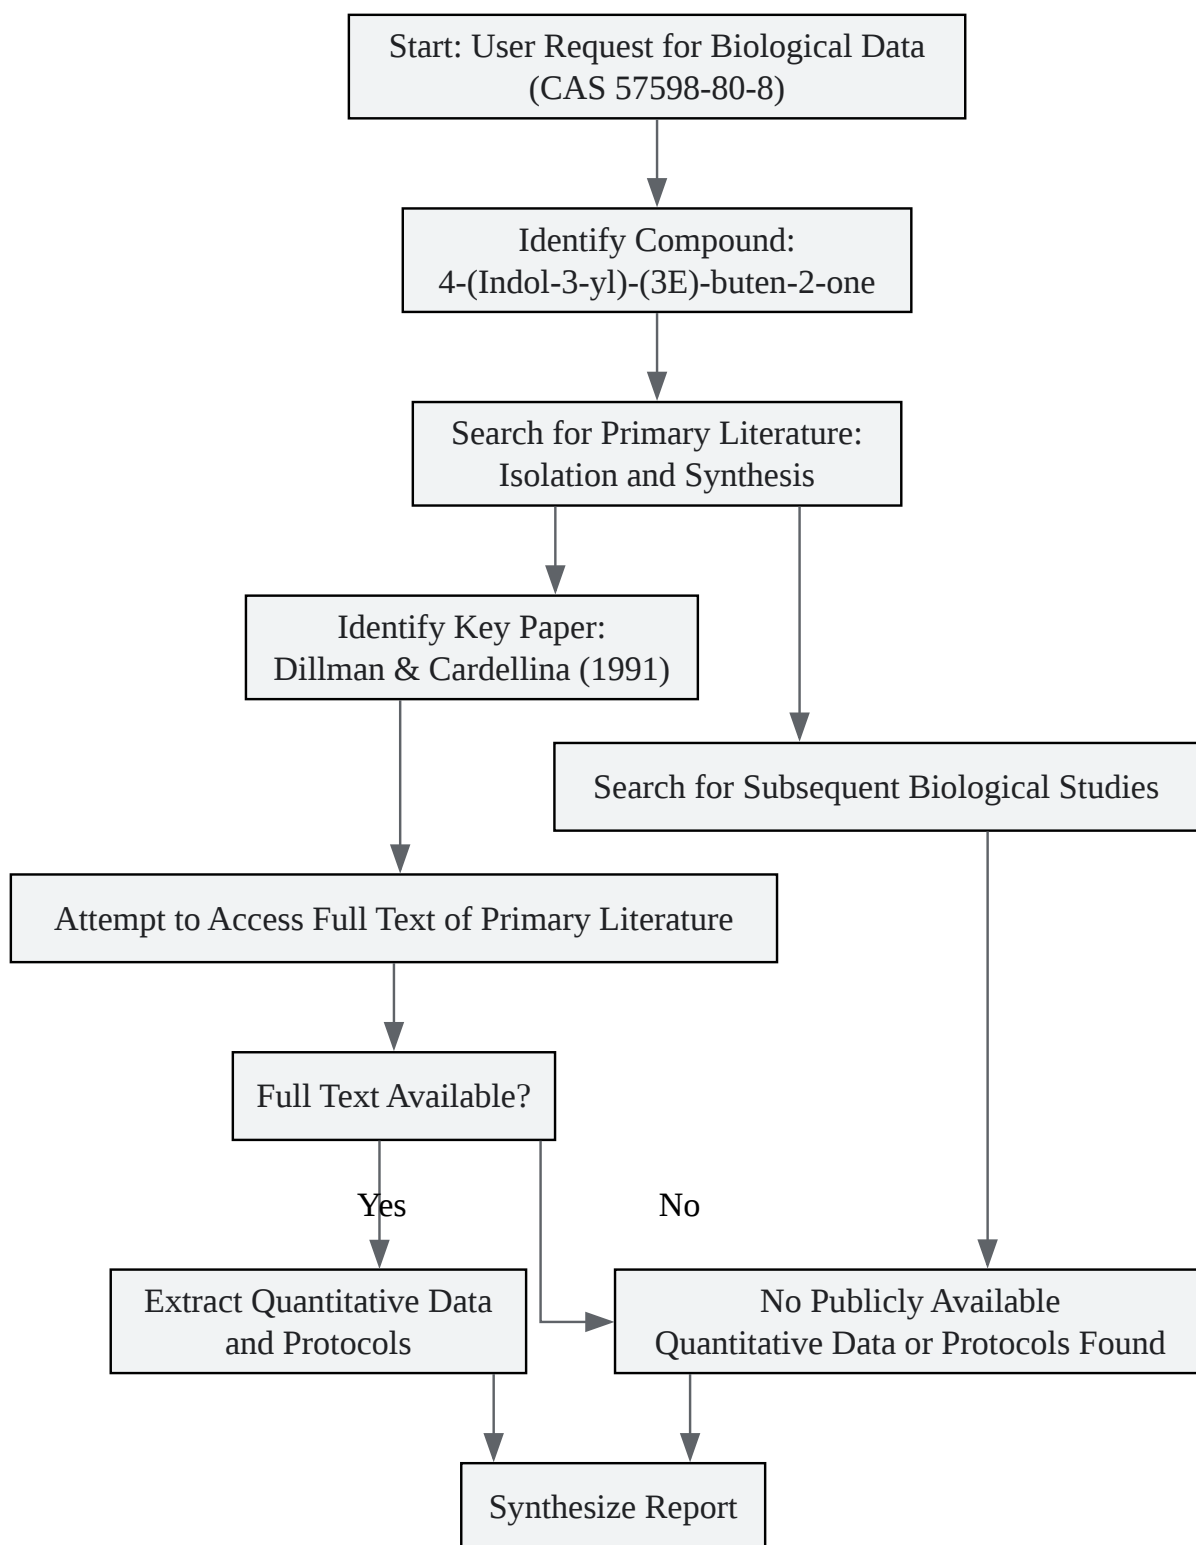 Start: User Request for Biological Data
(CAS 57598-80-8)
Identify Compound:
4-(Indol-3-yl)-(3E)-buten-2-one
Search for Primary Literature:
Isolation and Synthesis
Identify Key Paper:
Dillman & Cardellina (1991)
Search for Subsequent Biological Studies
Attempt to Access Full Text of Primary Literature
Full Text Available?
Yes
No
Extract Quantitative Data
and Protocols
No Publicly Available
Quantitative Data or Protocols Found
Synthesize Report